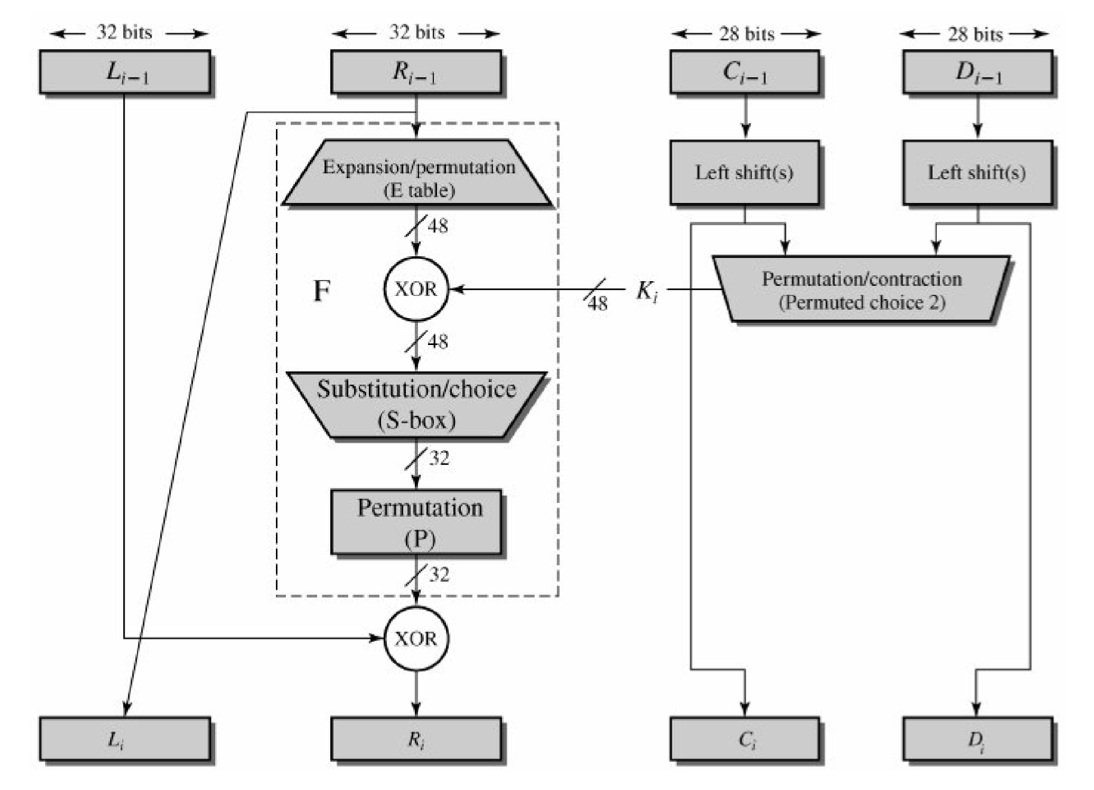 32 bits
32 bits
28 bits
28 bits
L_{i−1}
R_{i−1}
C_{i−1}
D_{i−1}
Expansion/permutation
(E table)
Left shift(s)
Left shift(s)
48
F
XOR
48
K_i
Permutation/contraction
(Permuted choice 2)
48
Substitution/choice
(S-box)
32
Permutation
(P)
32
XOR
L_i
R_i
C_i
D_i